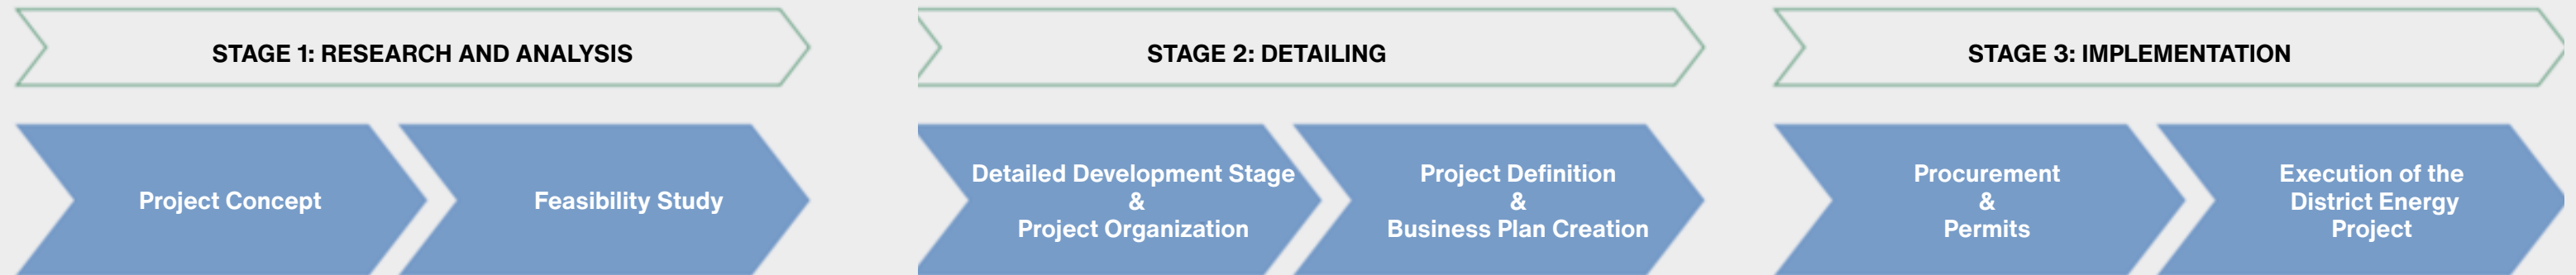 STAGE 1: RESEARCH AND ANALYSIS
STAGE 2: DETAILING
STAGE 3: IMPLEMENTATION
Project Concept
Feasibility Study
Detailed Development Stage
&
Project Organization
Project Definition
&
Business Plan Creation
Procurement
&
Permits
Execution of the
District Energy
Project